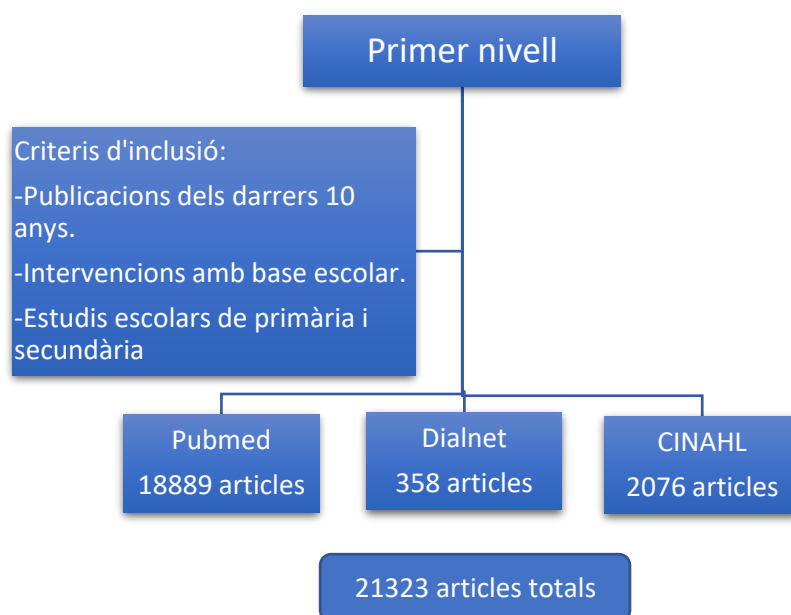 Primer nivell
Criteris d'inclusió:
-Publicacions dels darrers 10
anys.
-Intervencions amb base escolar.
-Estudis escolars de primària i
secundària
Pubmed
18889 articles
Dialnet
358 articles
CINAHL
2076 articles
21323 articles totals